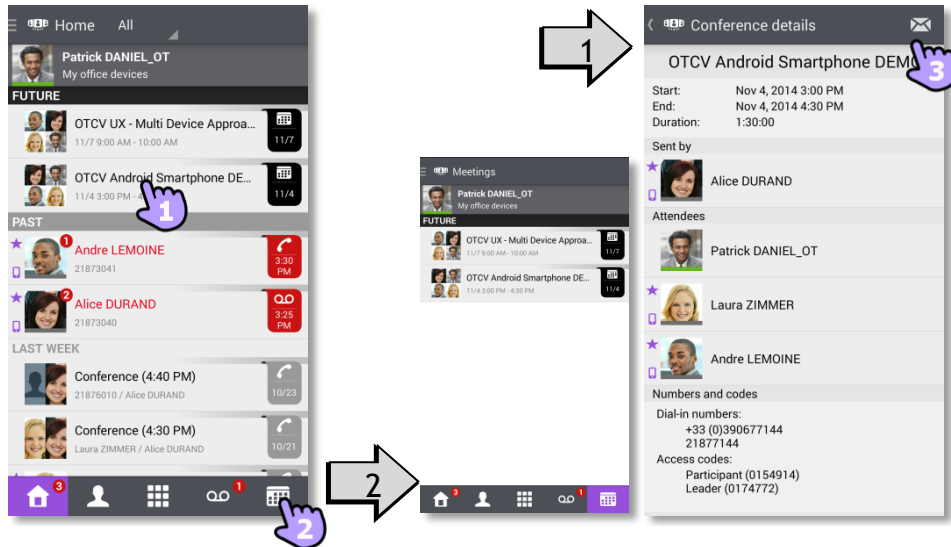 Home All
Patrick DANIEL_OT
My office devices
FUTURE
OTCV UX - Multi Device Approa...
11/7 9:00 AM - 10:00 AM
11/7
OTCV Android Smartphone DE...
11/4 3:00 PM - 4
11/4
1
PAST
1
Andre LEMOINE
21873041
3:30
PM
2
Alice DURAND
21873040
3:25
PM
LAST WEEK
Conference (4:40 PM)
21876010 / Alice DURAND
10/23
Conference (4:30 PM)
Laura ZIMMER / Alice DURAND
10/21
3
1
2
1
2
Meetings
Patrick DANIEL_OT
My office devices
FUTURE
OTCV UX - Multi Device Approa...
11/7 9:00 AM - 10:00 AM
11/7
OTCV Android Smartphone DE...
11/4 3:00 PM - 4:30 PM
11/4
3
1
Conference details
3
OTCV Android Smartphone DEMO
Start: Nov 4, 2014 3:00 PM
End: Nov 4, 2014 4:30 PM
Duration: 1:30:00
Sent by
Alice DURAND
Attendees
Patrick DANIEL_OT
Laura ZIMMER
Andre LEMOINE
Numbers and codes
Dial-in numbers:
+33 (0)390677144
21877144
Access codes:
Participant (0154914)
Leader (0174772)